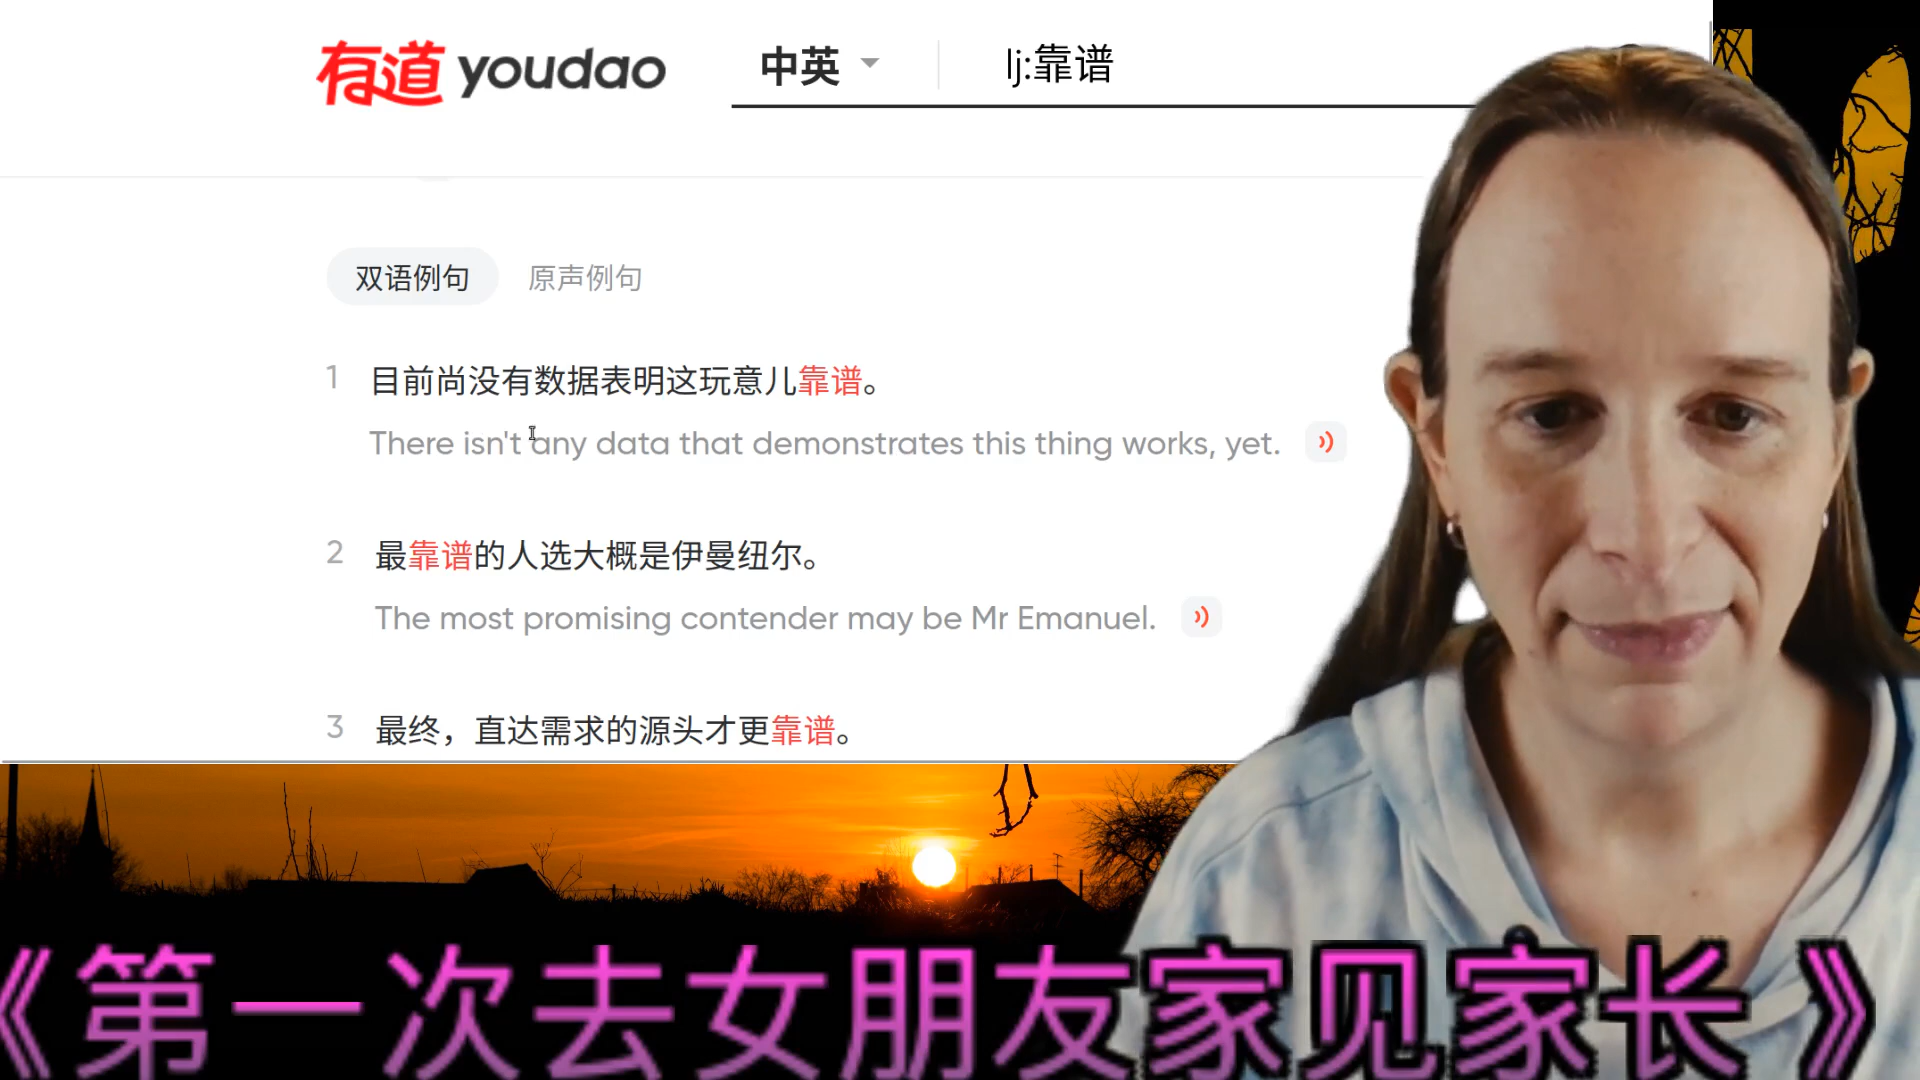 有道 youdao 中英 lj:靠谱
双语例句 原声例句
1 目前尚没有数据表明这玩意儿靠谱。
There isn't any data that demonstrates this thing works, yet.
2 最靠谱的人选大概是伊曼纽尔。
The most promising contender may be Mr Emanuel.
3 最终，直达需求的源头才更靠谱。
《第一次去女朋友家见家长》